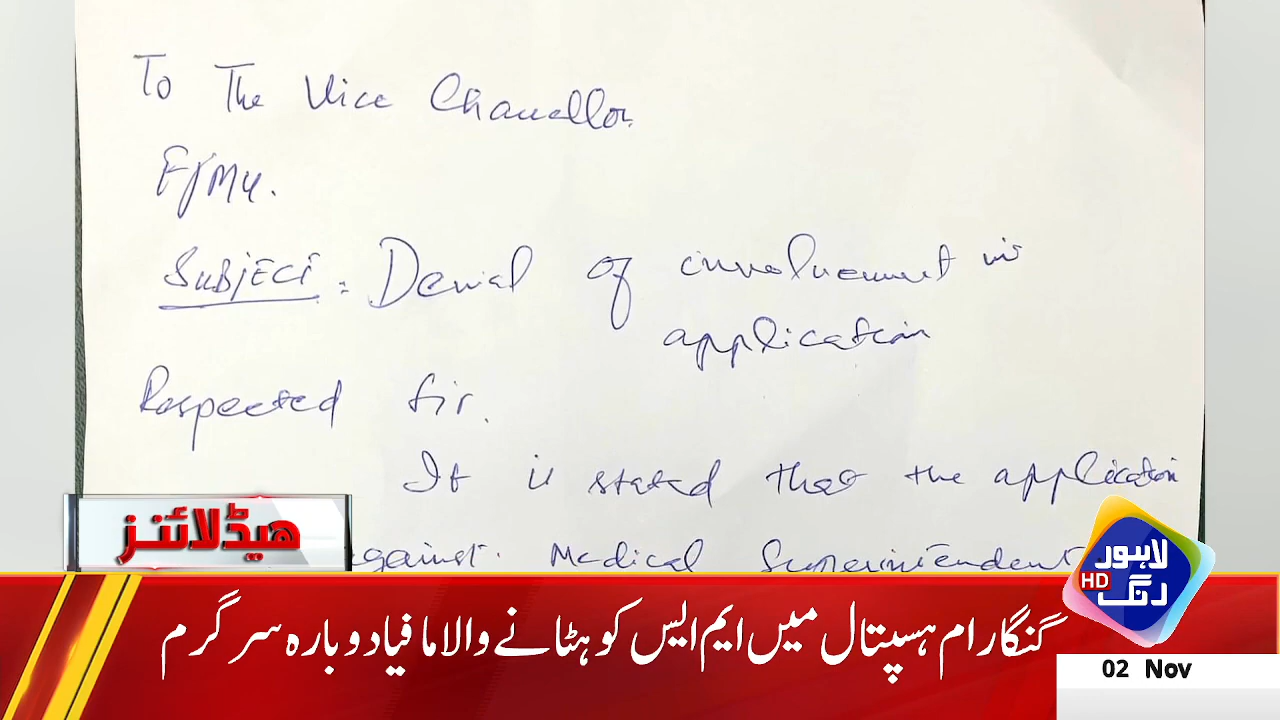 To The Vice Chancellor
FJMU.
SUBJECT: Denial of involvement in
application
Respected Sir.
It is stated that the application
against Medical Superintendent
ہیڈلائنز
لاہور
HD رنگ
گنگارام ہسپتال میں ایم ایس کو ہٹانے والا مافیا دوبارہ سرگرم
02 Nov